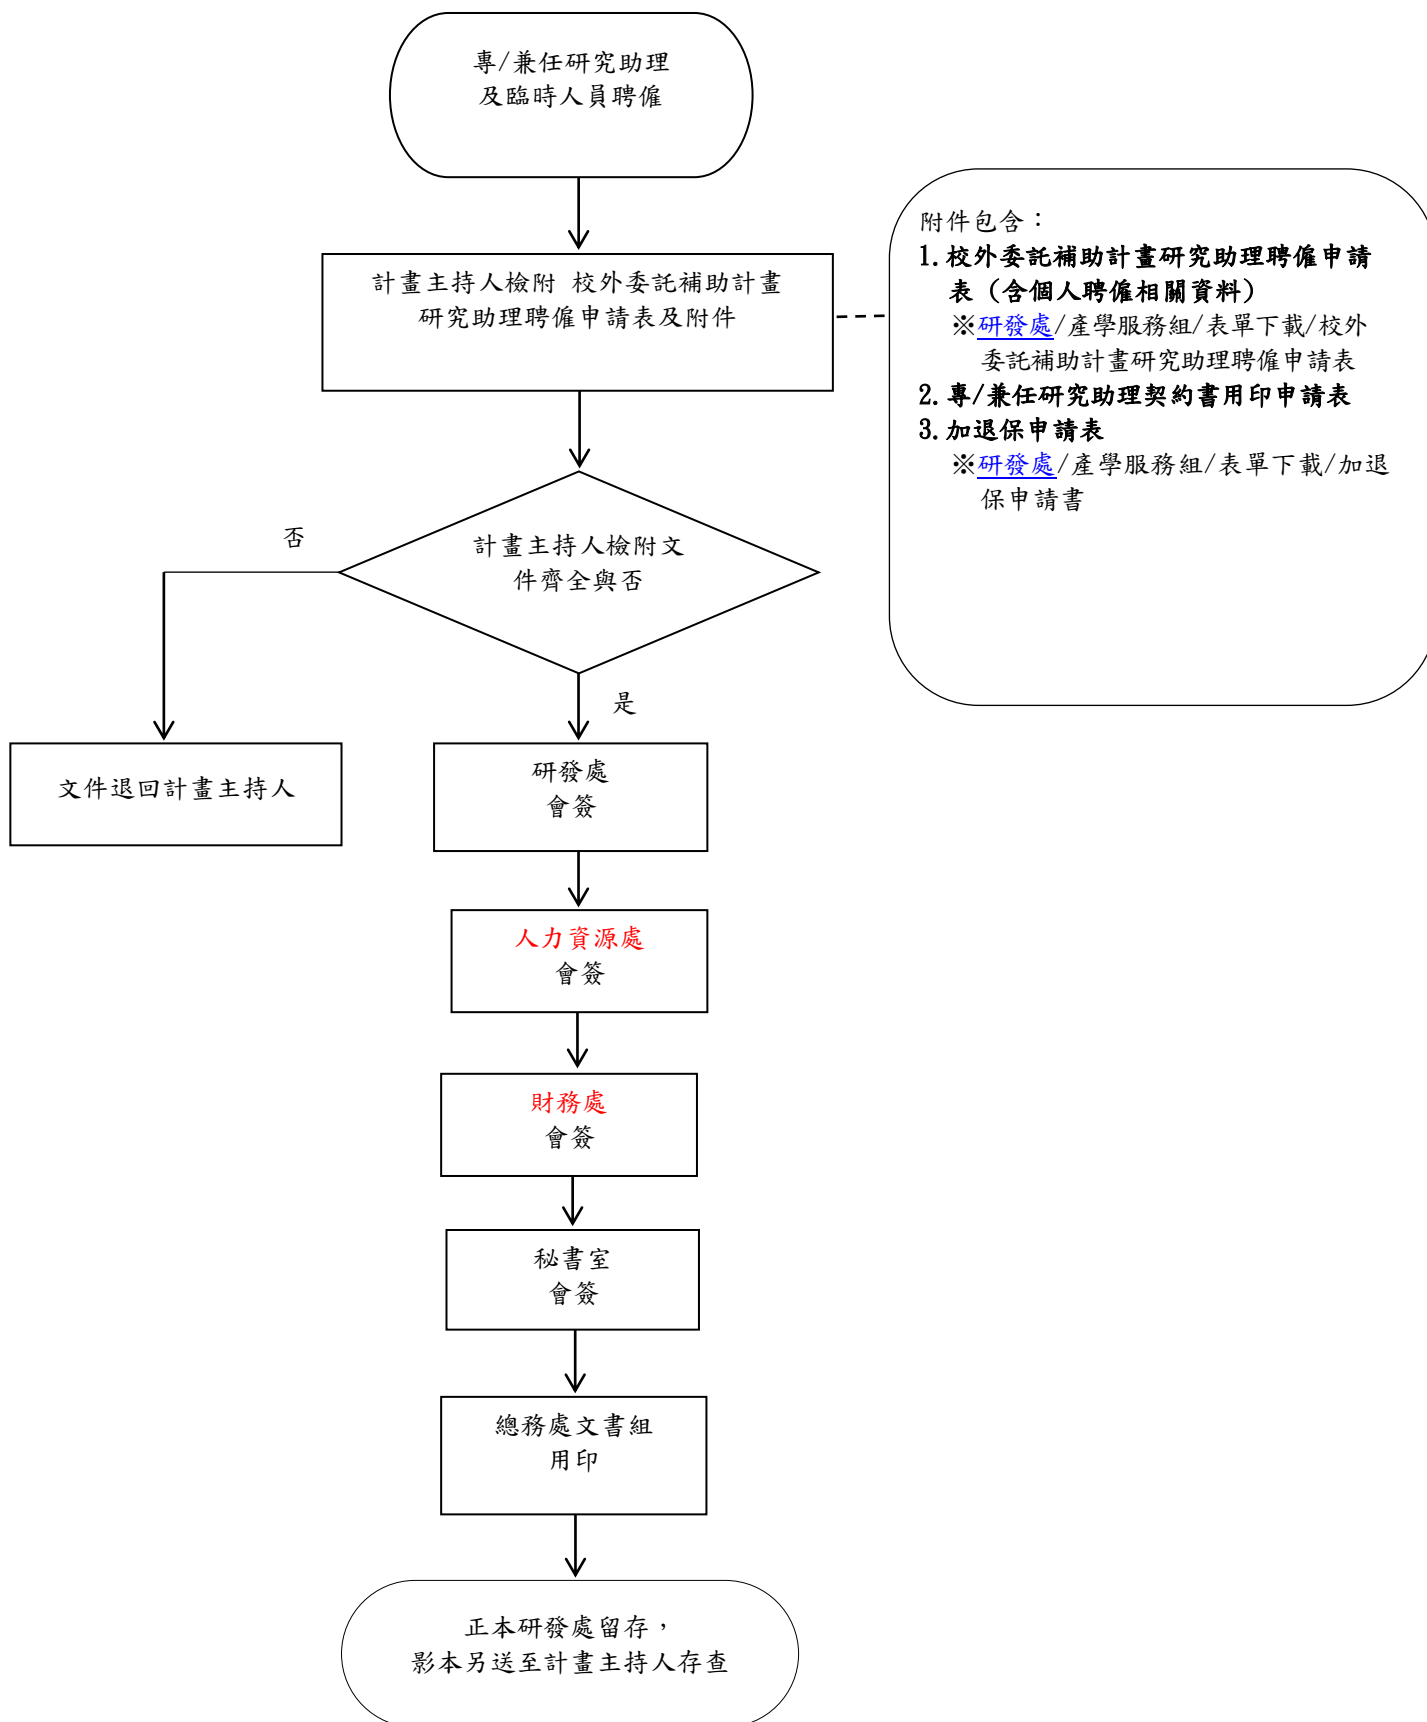 專/兼任研究助理
及臨時人員聘僱
計畫主持人檢附 校外委託補助計畫
研究助理聘僱申請表及附件
附件包含：
1.校外委託補助計畫研究助理聘僱申請
表（含個人聘僱相關資料）
※研發處/產學服務組/表單下載/校外
委託補助計畫研究助理聘僱申請表
2.專/兼任研究助理契約書用印申請表
3.加退保申請表
※研發處/產學服務組/表單下載/加退
保申請書
否
計畫主持人檢附文
件齊全與否
是
文件退回計畫主持人
研發處
會簽
人力資源處
會簽
財務處
會簽
秘書室
會簽
總務處文書組
用印
正本研發處留存，
影本另送至計畫主持人存查